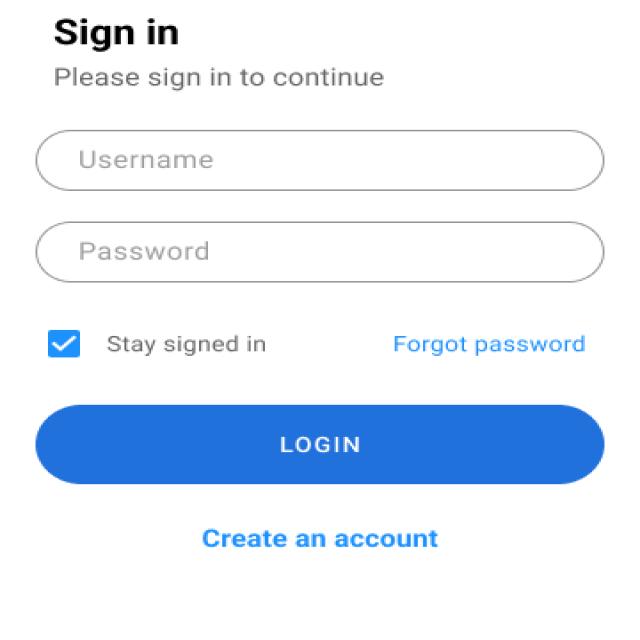 Sign in
Please sign in to continue
Username
Password
Stay signed in
Forgot password
LOGIN
Create an account